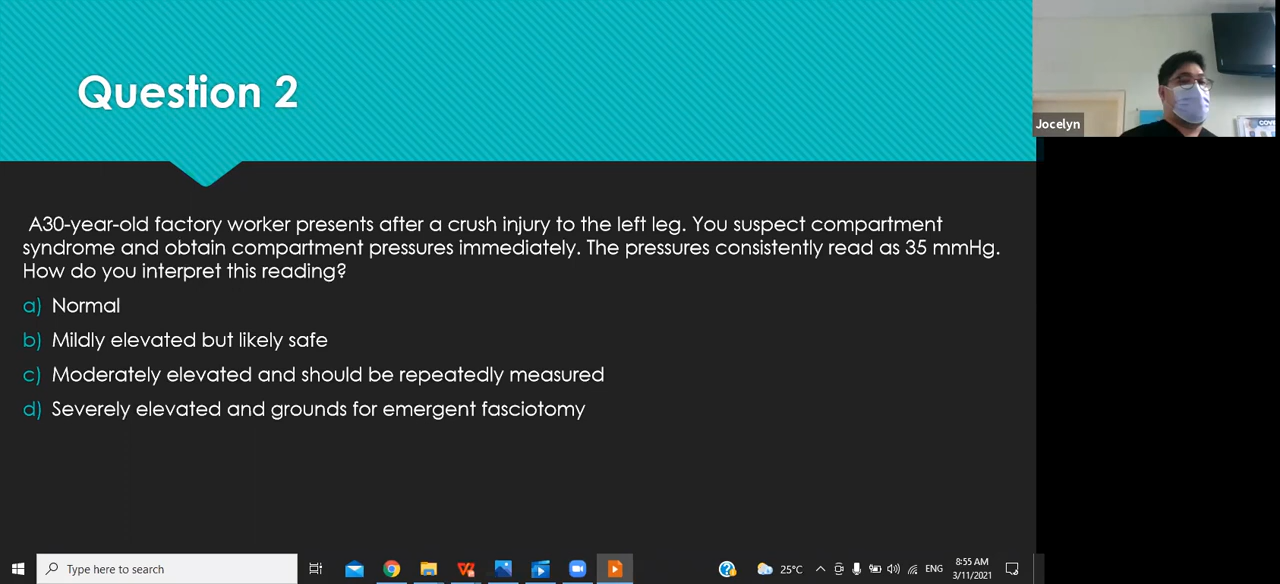 Question 2
Jocelyn
A30-year-old factory worker presents after a crush injury to the left leg. You suspect compartment
syndrome and obtain compartment pressures immediately. The pressures consistently read as 35 mmHg.
How do you interpret this reading?
a) Normal
b) Mildly elevated but likely safe
c) Moderately elevated and should be repeatedly measured
d) Severely elevated and grounds for emergent fasciotomy
Type here to search
25°C
ENG
8:55 AM
3/11/2021